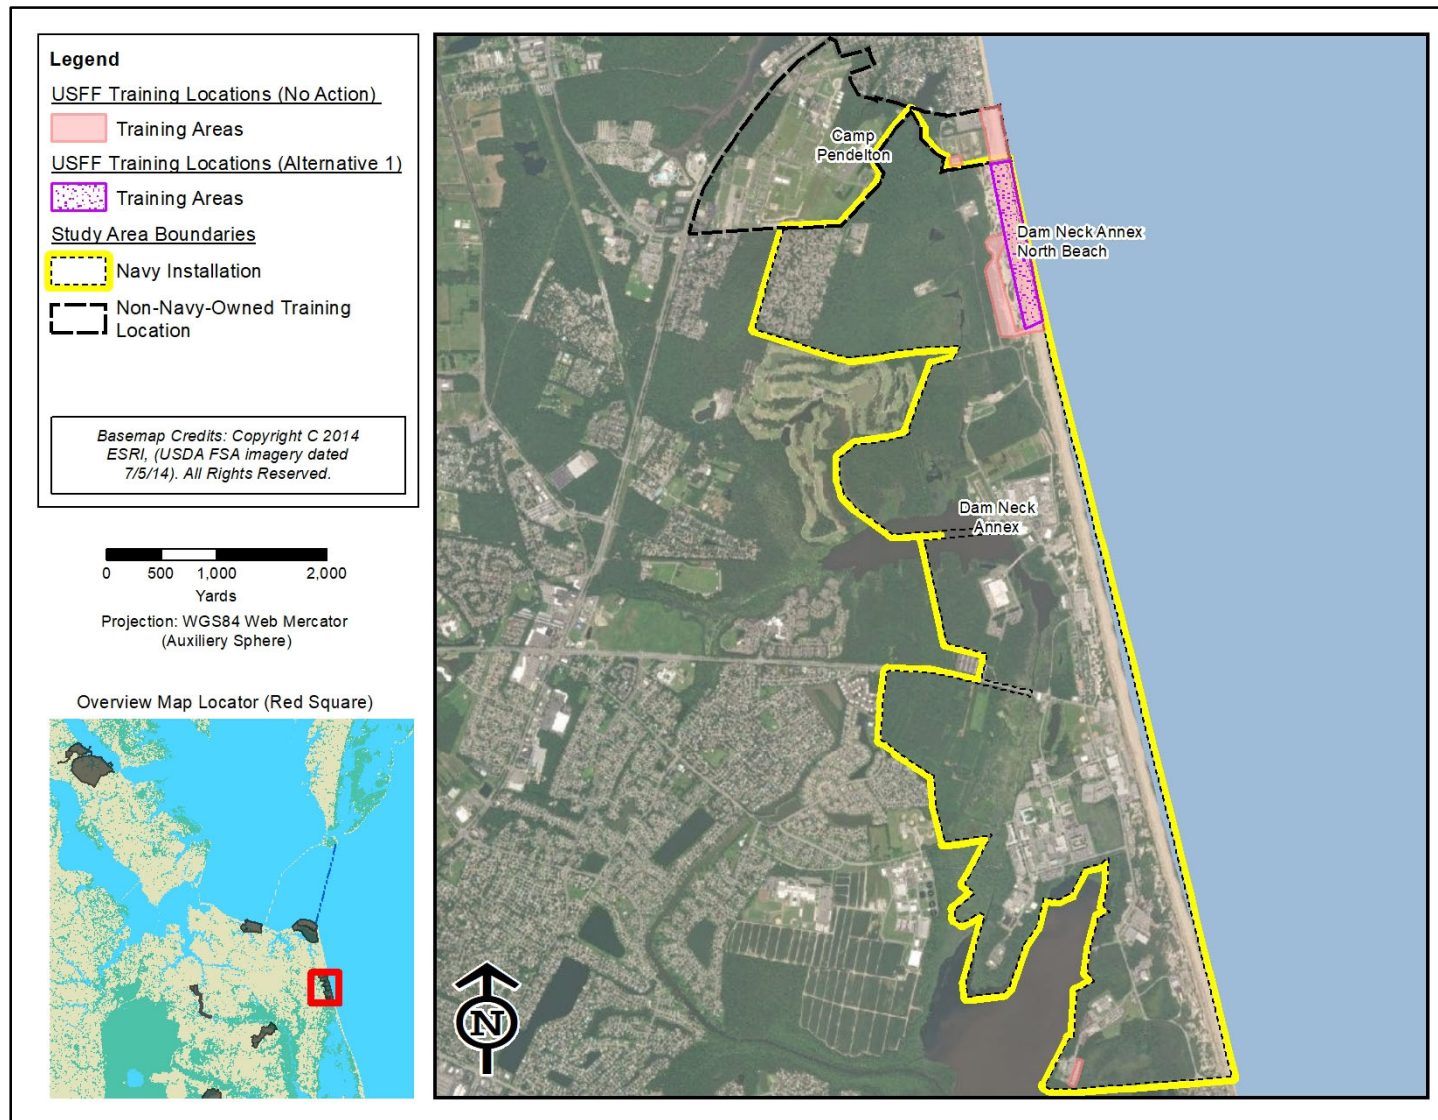 Legend
USFF Training Locations (No Action)
Training Areas
USFF Training Locations (Alternative 1)
Training Areas
Study Area Boundaries
Navy Installation
Non-Navy-Owned Training
Location
Basemap Credits: Copyright C 2014
ESRI, (USDA FSA imagery dated
7/5/14). All Rights Reserved.
0 500 1,000 2,000
Yards
Projection: WGS84 Web Mercator
(Auxiliery Sphere)
Overview Map Locator (Red Square)
Camp
Pendelton
Dam Neck Annex
North Beach
Dam Neck
Annex
N